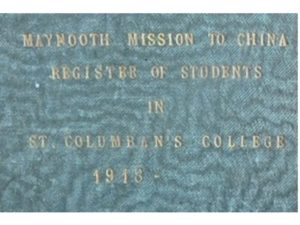 MAYNOOTH MISSION TO CHINA
REGISTER OF STUDENTS
IN
ST. COLUMBAN'S COLLEGE
1918 -